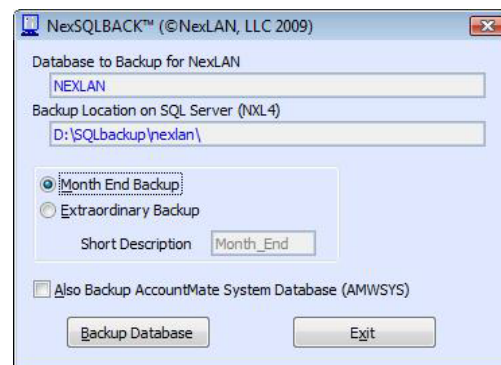 NexSQLBACK™ (©NexLAN, LLC 2009)
Database to Backup for NexLAN
NEXLAN
Backup Location on SQL Server (NXL4)
D:\SQLbackup\nexlan\
Month End Backup
Extraordinary Backup
Short Description Month_End
Also Backup AccountMate System Database (AMWSYS)
Backup Database Exit